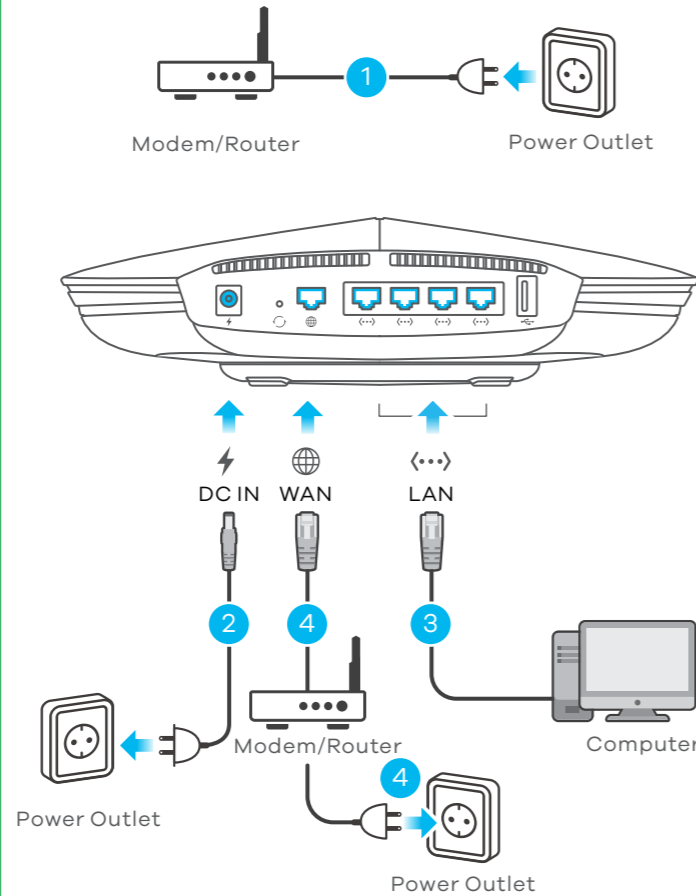 1
Modem/Router
Power Outlet
DC IN WAN LAN
2 4 3
Modem/Router
Computer
4
Power Outlet
Power Outlet